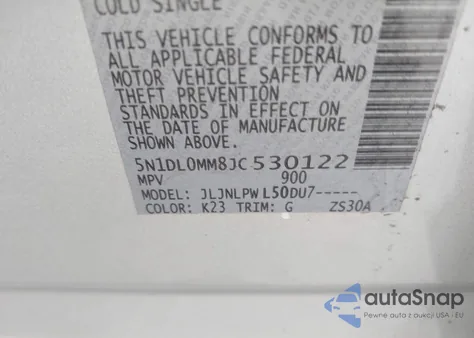 COLD SINGLE
THIS VEHICLE CONFORMS TO
ALL APPLICABLE FEDERAL
MOTOR VEHICLE SAFETY AND
THEFT PREVENTION
STANDARDS IN EFFECT ON
THE DATE OF MANUFACTURE
SHOWN ABOVE.
5N1DL0MM8JC530122
MPV 900
MODEL: JLJNLPW L50DU7-----
COLOR: K23 TRIM: G ZS30A
autoSnap
Pewne auta z aukcji USA i EU